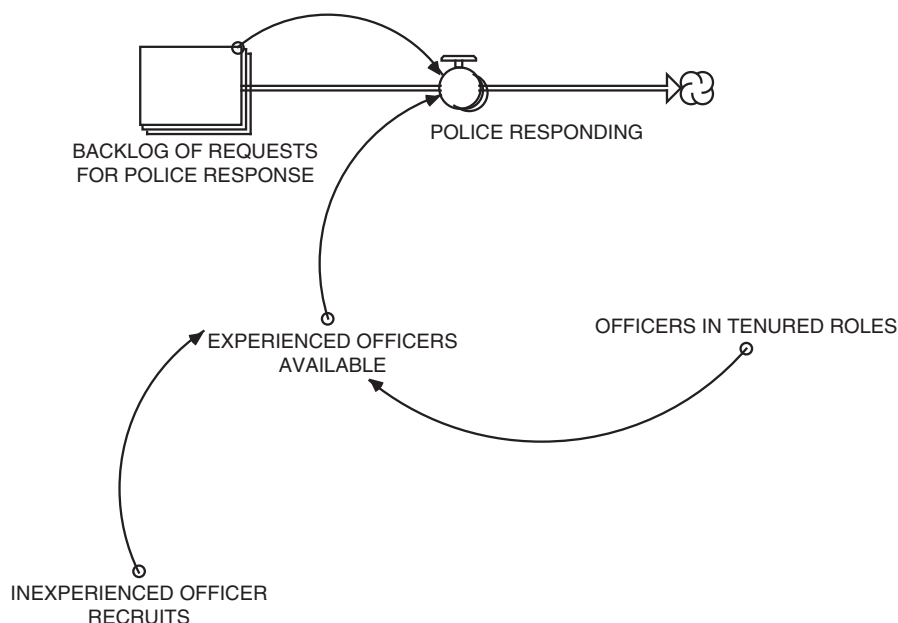 BACKLOG OF REQUESTS
FOR POLICE RESPONSE
POLICE RESPONDING
EXPERIENCED OFFICERS
AVAILABLE
OFFICERS IN TENURED ROLES
INEXPERIENCED OFFICER
RECRUITS